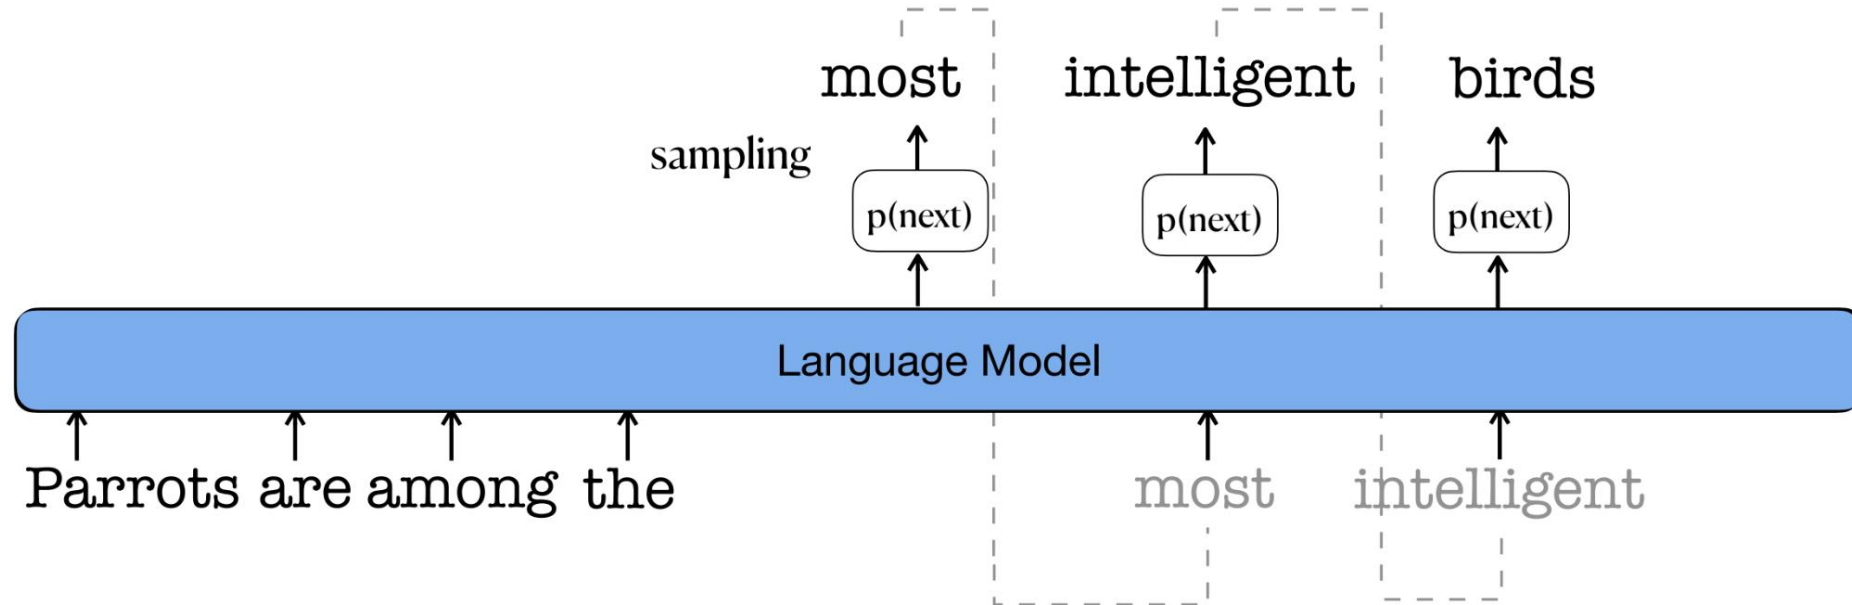 most intelligent birds
sampling
p(next) p(next) p(next)
Language Model
Parrots are among the most intelligent